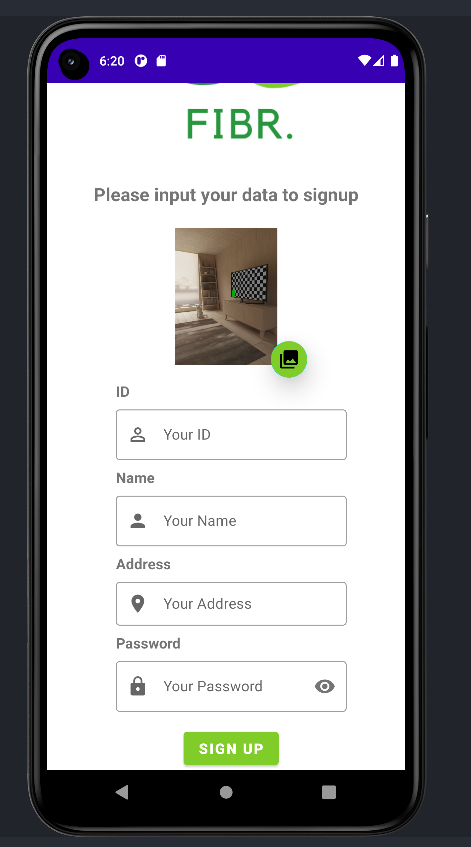 6:20
FIBR.
Please input your data to signup
ID
Your ID
Name
Your Name
Address
Your Address
Password
Your Password
SIGN UP